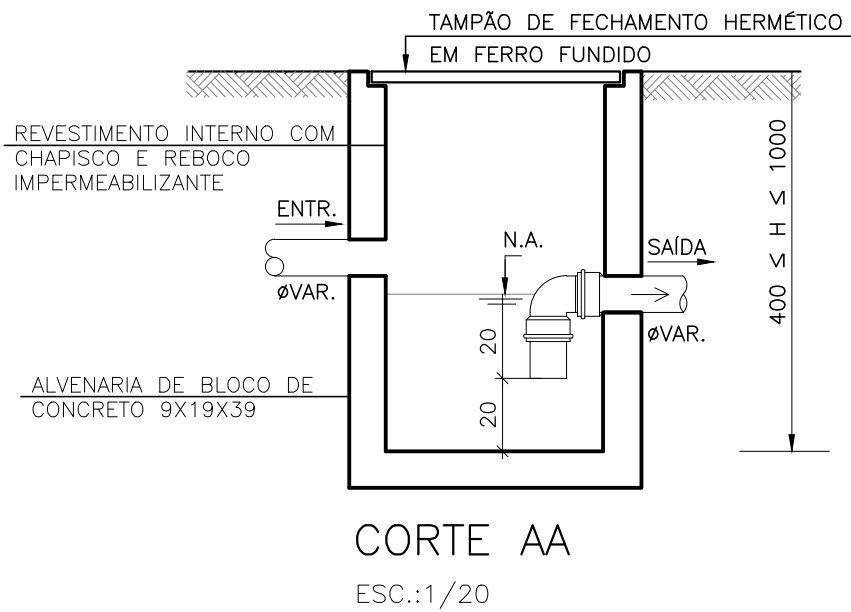 TAMPÃO DE FECHAMENTO HERMÉTICO
EM FERRO FUNDIDO
REVESTIMENTO INTERNO COM
CHAPISCO E REBOCO
IMPERMEABILIZANTE
ENTR.
øVAR.
N.A.
SAÍDA
øVAR.
400 ≤ H ≤ 1000
20
20
ALVENARIA DE BLOCO DE
CONCRETO 9X19X39
CORTE AA
ESC.:1/20